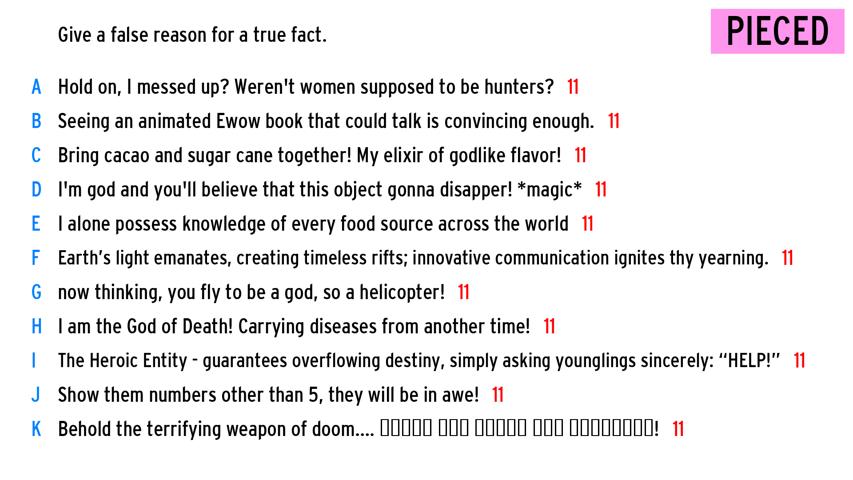 Give a false reason for a true fact.
PIECED
A Hold on, I messed up? Weren't women supposed to be hunters? 11
B Seeing an animated Ewow book that could talk is convincing enough. 11
C Bring cacao and sugar cane together! My elixir of godlike flavor! 11
D I'm god and you'll believe that this object gonna disapper! *magic* 11
E I alone possess knowledge of every food source across the world 11
F Earth’s light emanates, creating timeless rifts; innovative communication ignites thy yearning. 11
G now thinking, you fly to be a god, so a helicopter! 11
H I am the God of Death! Carrying diseases from another time! 11
I The Heroic Entity - guarantees overflowing destiny, simply asking younglings sincerely: “HELP!” 11
J Show them numbers other than 5, they will be in awe! 11
K Behold the terrifying weapon of doom.... ! 11